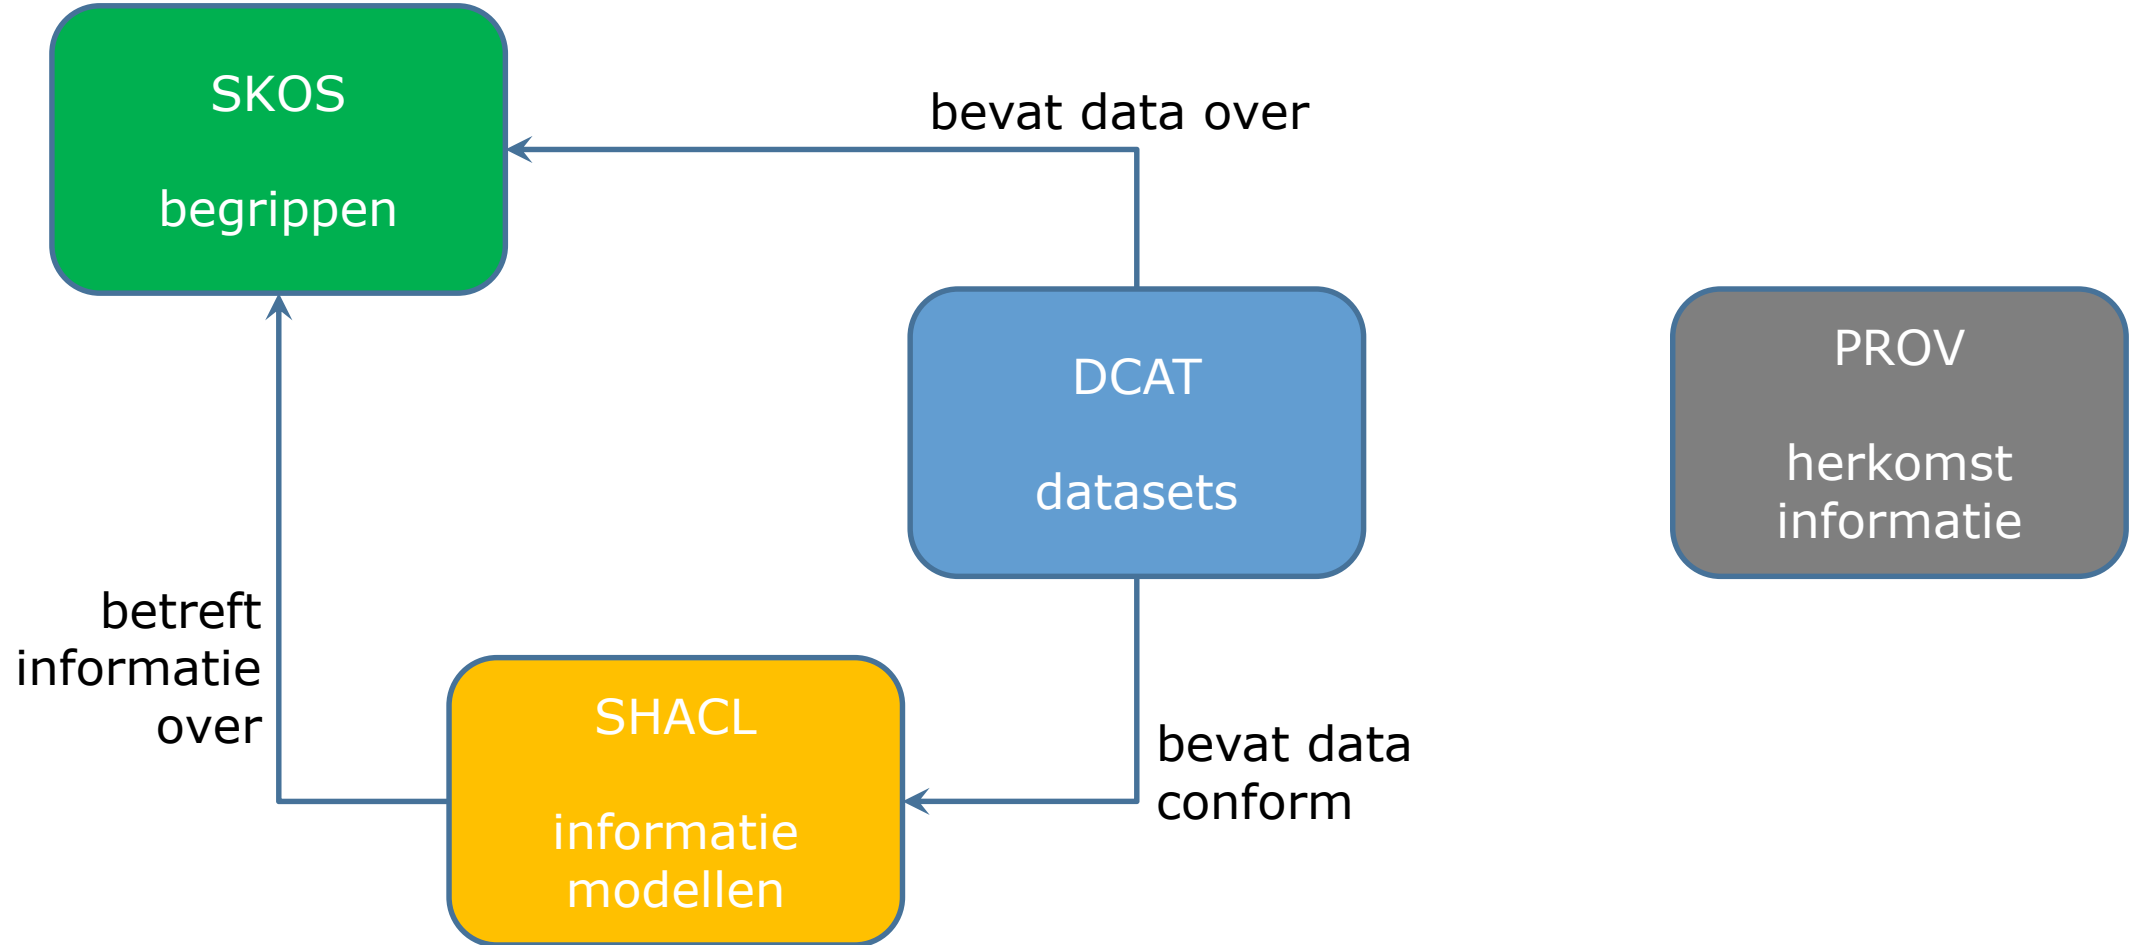 SKOS
begrippen
bevat data over
DCAT
datasets
PROV
herkomst
informatie
betreft
informatie
over
SHACL
informatie
modellen
bevat data
conform